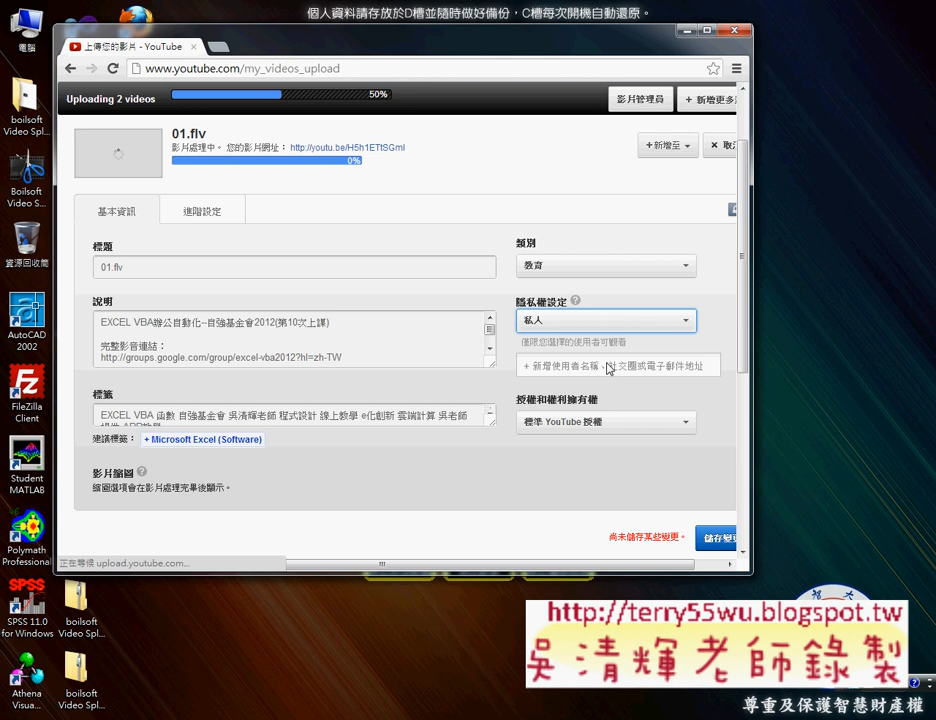 個人資料請存放於D槽並隨時做好備份，C槽每次開機自動還原。
電腦
boilsoft
Video Spl...
Boilsoft
Video S...
資源回收筒
AutoCAD
2002
FileZilla
Client
Student
MATLAB
Polymath
Professional
SPSS
SPSS 11.0
for Windows
boilsoft
Video Spl...
Athena
Visua...
boilsoft
Video Spl...
上傳您的影片 - YouTube
www.youtube.com/my_videos_upload
Uploading 2 videos
50%
影片管理員
+ 新增更多
01.flv
影片處理中。 您的影片網址： http://youtu.be/H5h1ETtSGmI
0%
+新增至
基本資訊
進階設定
標題
01.flv
說明
EXCEL VBA辦公自動化--自強基金會2012(第10次上課)
完整影音連結：
http://groups.google.com/group/excel-vba2012?hl=zh-TW
標籤
EXCEL VBA 函數 自強基金會 吳清輝老師 程式設計 線上教學 e化創新 雲端計算 吳老師
建議標籤：
+ Microsoft Excel (Software)
影片縮圖
縮圖選項會在影片處理完畢後顯示。
類別
教育
隱私權設定
私人
僅限您選擇的使用者可觀看
+ 新增使用者名稱、社交圈或電子郵件地址
授權和權利擁有權
標準 YouTube 授權
尚未儲存某些變更。
儲存變
正在等候 upload.youtube.com...
http://terry55wu.blogspot.tw
吳清輝老師錄製
尊重及保護智慧財產權